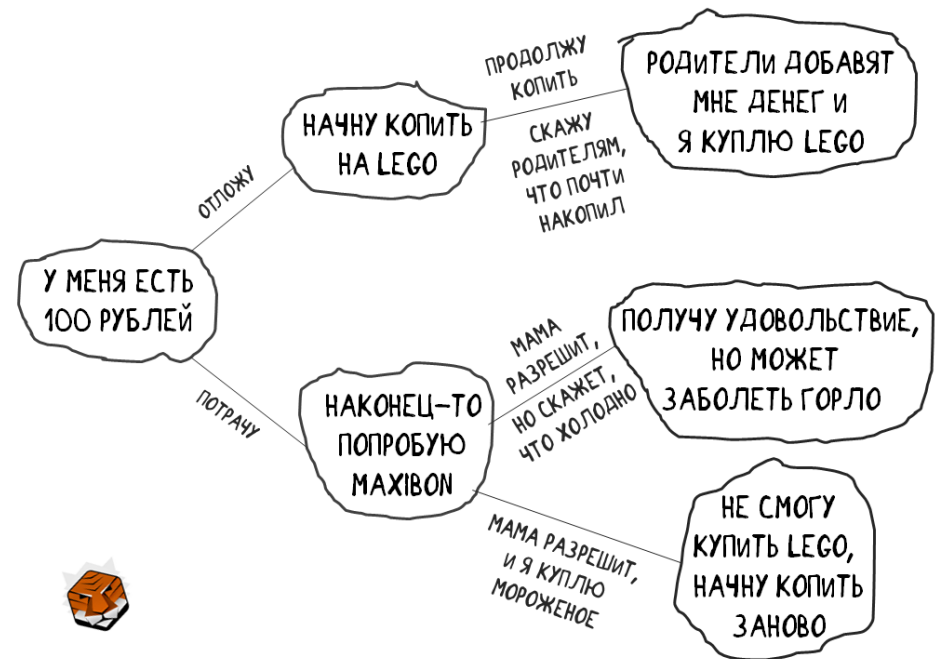 У МЕНЯ ЕСТЬ
100 РУБЛЕЙ
ОТЛОЖУ
НАЧНУ КОПИТЬ
НА LEGO
ПРОДОЛЖУ
КОПИТЬ
СКАЖУ
РОДИТЕЛЯМ,
ЧТО ПОЧТИ
НАКОПИЛ
РОДИТЕЛИ ДОБАВЯТ
МНЕ ДЕНЕГ И
Я КУПЛЮ LEGO
ПОТРАЧУ
НАКОНЕЦ-ТО
ПОПРОБУЮ
MAXIBON
МАМА
РАЗРЕШИТ,
НО СКАЖЕТ,
ЧТО ХОЛОДНО
ПОЛУЧУ УДОВОЛЬСТВИЕ,
НО МОЖЕТ
ЗАБОЛЕТЬ ГОРЛО
МАМА РАЗРЕШИТ,
И Я КУПЛЮ
МОРОЖЕНОЕ
НЕ СМОГУ
КУПИТЬ LEGO,
НАЧНУ КОПИТЬ
ЗАНОВО